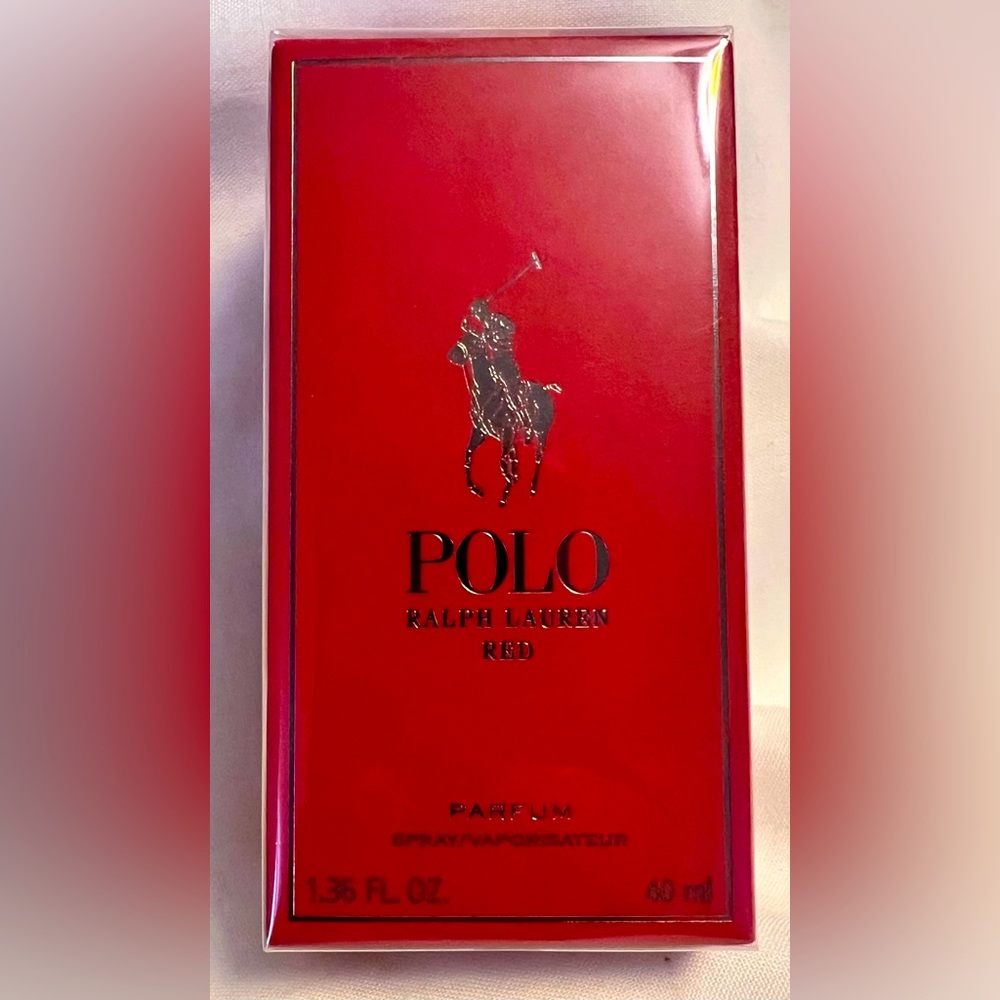 POLO
RALPH LAUREN
RED
PARFUM
SPRAY/VAPORISATEUR
1.36 FL. OZ. 40 ml